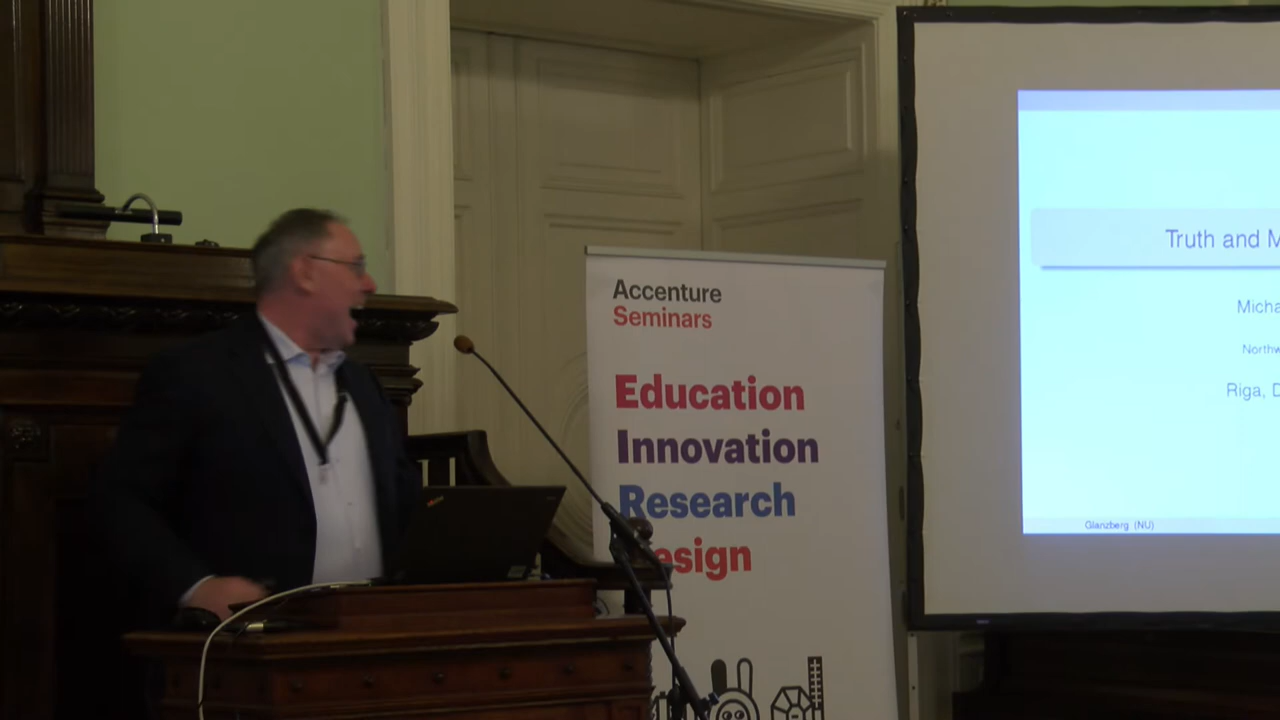 Accenture
Seminars
Education
Innovation
Research
esign
Truth and M
Micha
Northw
Riga, D
Glanzberg (NU)